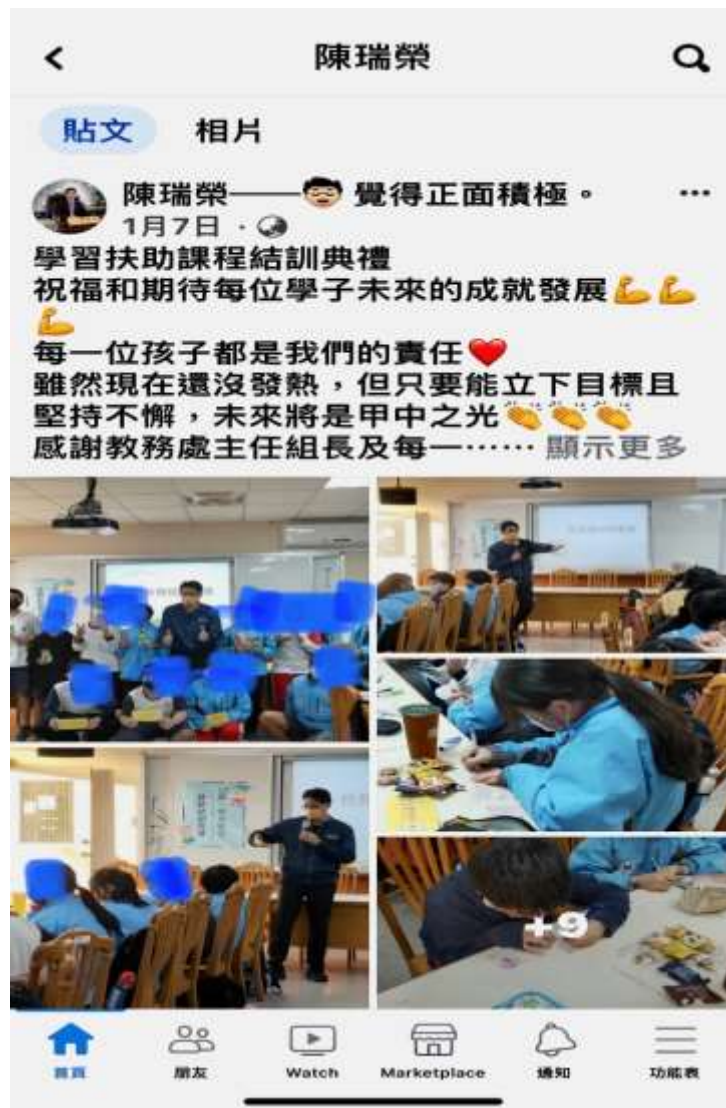 陳瑞榮
貼文 相片
陳瑞榮——😌 覺得正面積極。
1月7日
學習扶助課程結訓典禮
祝福和期待每位學子未來的成就發展💪💪
💪
每一位孩子都是我們的責任❤️
雖然現在還沒發熱，但只要能立下目標且
堅持不懈，未來將是甲中之光👏👏👏
感謝教務處主任組長及每一⋯⋯ 顯示更多
+9
首頁 朋友 Watch Marketplace 通知 功能表